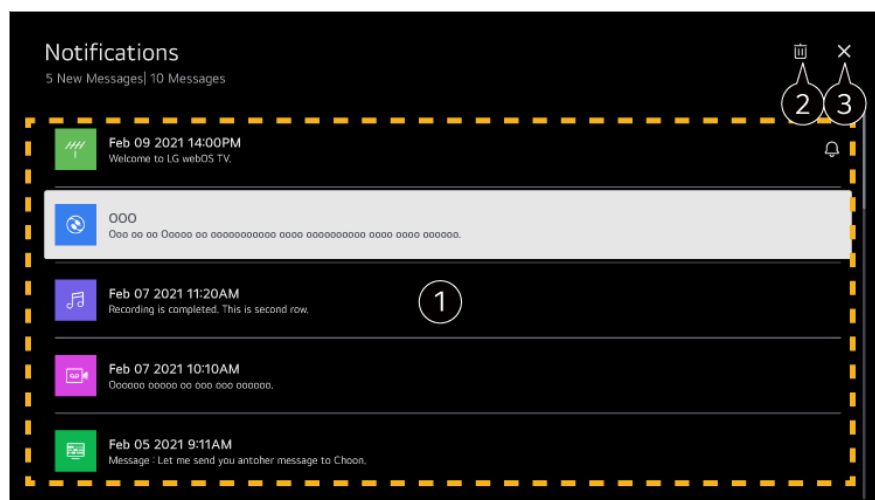 Notifications
5 New Messages| 10 Messages
2 3
Feb 09 2021 14:00PM
Welcome to LG webOS TV.
OOO
Ooo oo oo Ooooo oo ooooooooooo oooo oooooooooo oooo oooo oooooo.
Feb 07 2021 11:20AM
Recording is completed. This is second row.
1
Feb 07 2021 10:10AM
Oooooo ooooo oo ooo ooo oooooo.
Feb 05 2021 9:11AM
Message : Let me send you antoher message to Choon.